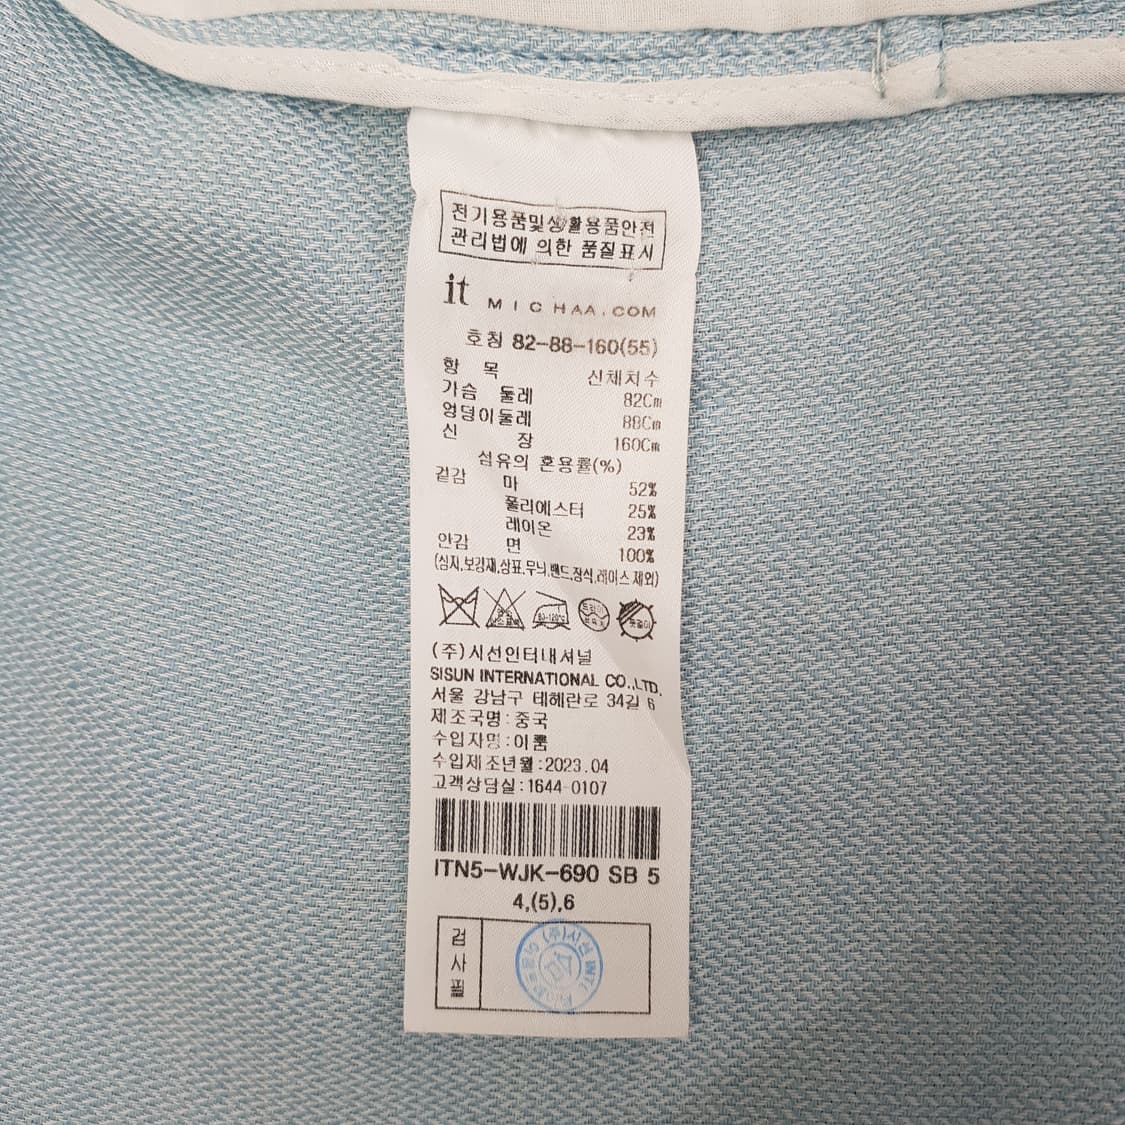 전기용품및생활용품안전
관리법에 의한 품질표시
it MICHAA.COM
호칭 82-88-160(55)
항 목 신체치수
가슴 둘레 82Cm
엉덩이둘레 88Cm
신 장 160Cm
섬유의 혼용률(%)
겉감 마 52%
폴리에스터 25%
레이온 23%
안감 면 100%
(심지,보강재,상표,무늬,밴드,장식,레이스 제외)
80-120℃
(주)시선인터내셔널
SISUN INTERNATIONAL CO.,LTD.
서울 강남구 테헤란로 34길 6
제조국명:중국
수입자명:이룸
수입제조년월:2023.04
고객상담실:1644-0107
ITN5-WJK-690 SB 5
4,(5),6
검사필
(주)시선 INT'L